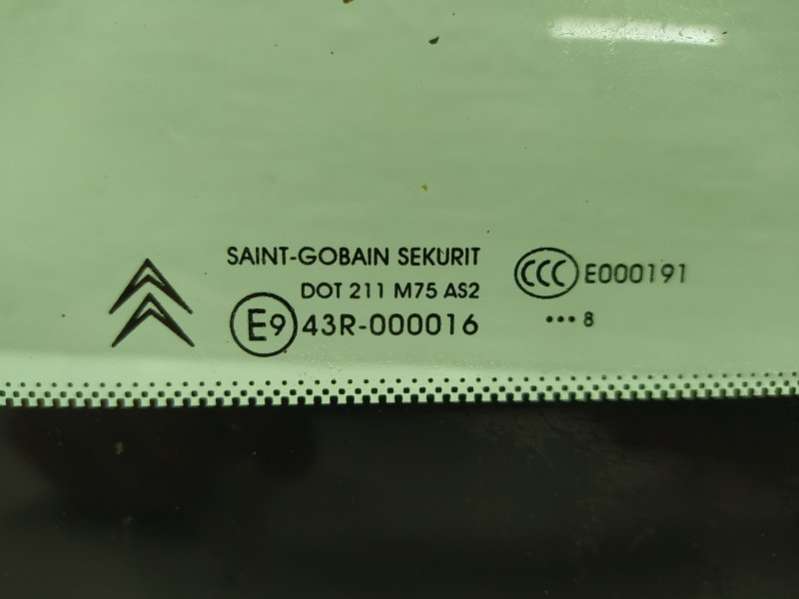 SAINT-GOBAIN SEKURIT
DOT 211 M75 AS2
E9 43R-000016
CCC E000191
••• 8